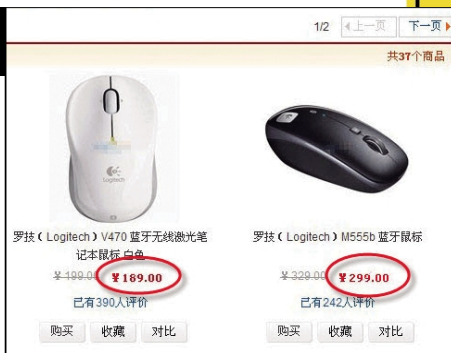 1/2 上一页 下一页
共37个商品
Logitech
罗技（Logitech）V470 蓝牙无线激光笔
记本鼠标 白色
￥199.00 ￥189.00
已有390人评价
购买 收藏 对比
罗技（Logitech）M555b 蓝牙鼠标
￥329.00 ￥299.00
已有242人评价
购买 收藏 对比